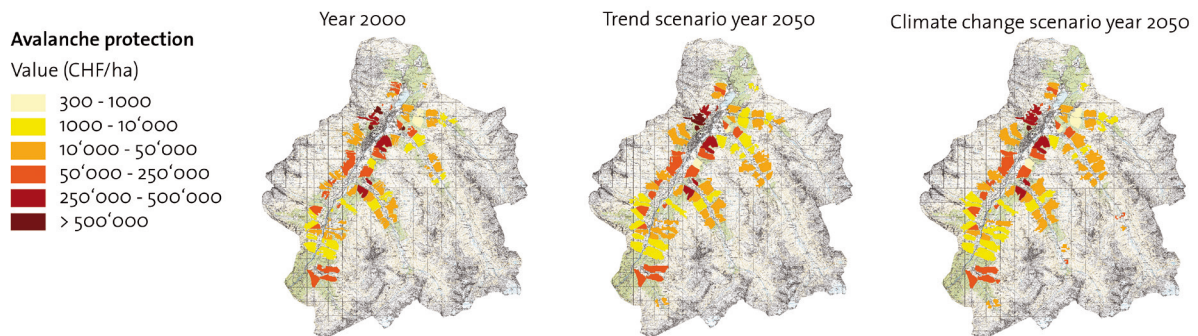 Year 2000
Trend scenario year 2050
Climate change scenario year 2050
Avalanche protection
Value (CHF/ha)
300 - 1000
1000 - 10‘000
10‘000 - 50‘000
50‘000 - 250‘000
250‘000 - 500‘000
> 500‘000